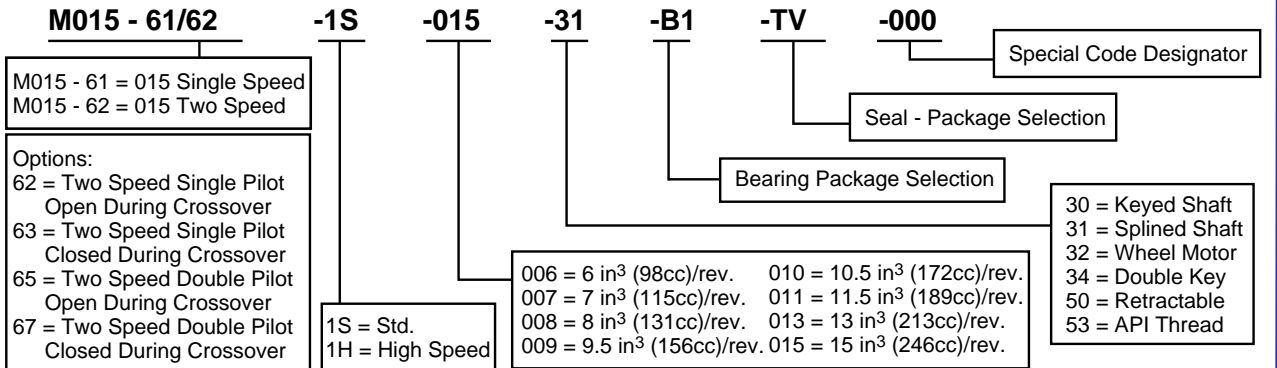 M015 - 61/62 -1S -015 -31 -B1 -TV -000
Special Code Designator
M015 - 61 = 015 Single Speed
M015 - 62 = 015 Two Speed
Seal - Package Selection
Bearing Package Selection
Options:
62 = Two Speed Single Pilot
Open During Crossover
63 = Two Speed Single Pilot
Closed During Crossover
65 = Two Speed Double Pilot
Open During Crossover
67 = Two Speed Double Pilot
Closed During Crossover
1S = Std.
1H = High Speed
006 = 6 in³ (98cc)/rev. 010 = 10.5 in³ (172cc)/rev.
007 = 7 in³ (115cc)/rev. 011 = 11.5 in³ (189cc)/rev.
008 = 8 in³ (131cc)/rev. 013 = 13 in³ (213cc)/rev.
009 = 9.5 in³ (156cc)/rev. 015 = 15 in³ (246cc)/rev.
30 = Keyed Shaft
31 = Splined Shaft
32 = Wheel Motor
34 = Double Key
50 = Retractable
53 = API Thread